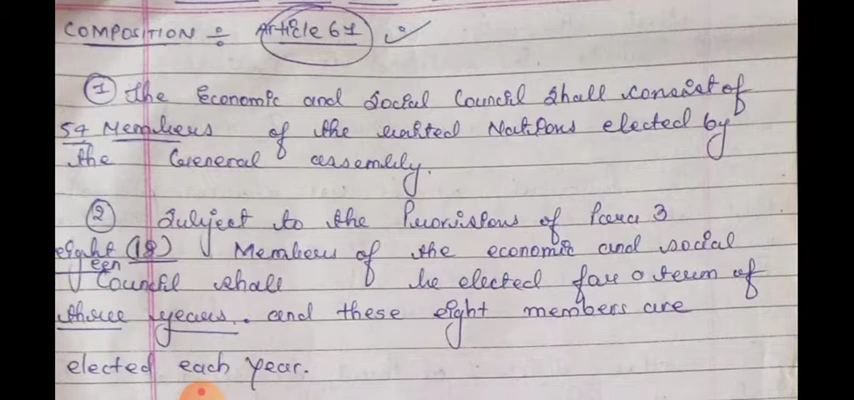 COMPOSITION ÷ Article 61
① The Economic and Social Council shall consist of
54 Members of the united Nations elected by
the General assembly.
② Subject to the Provisions of Para 3
eighteen (18) Members of the economic and social
Council shall be elected for a term of
three years. and these eight members are
elected each year.